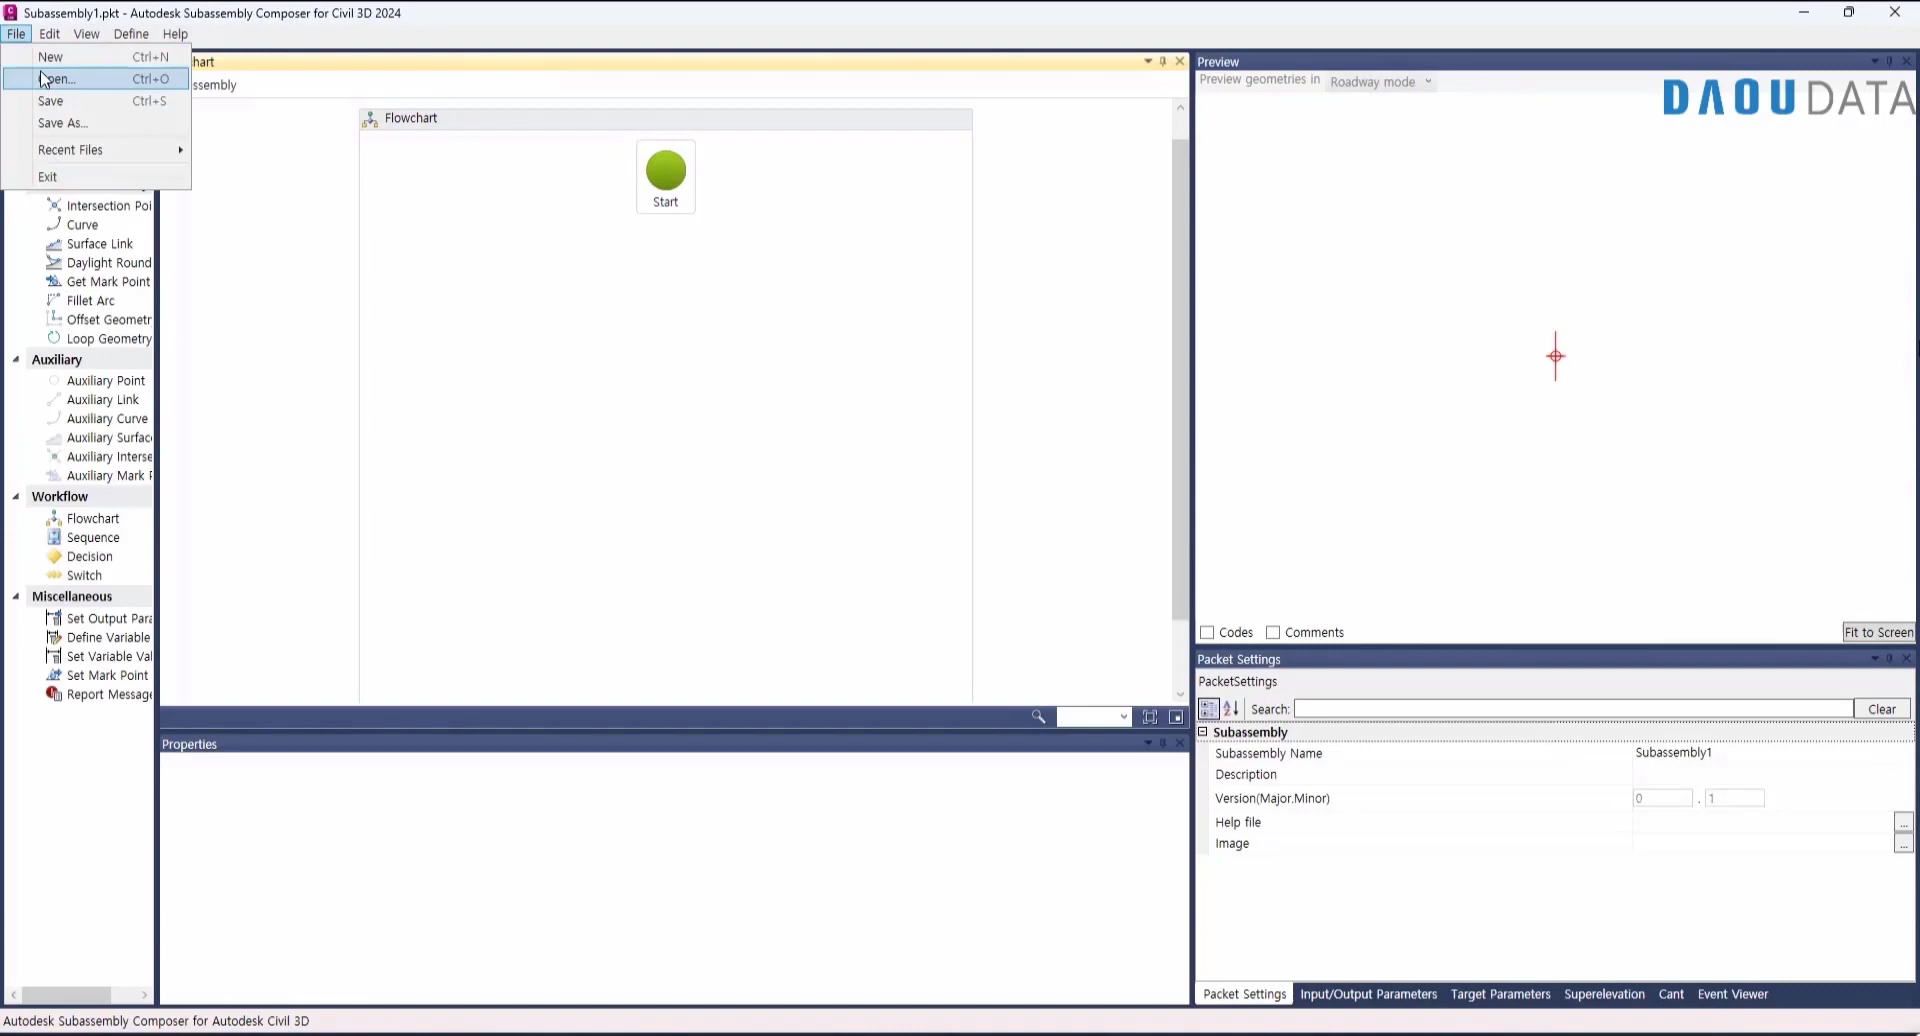 Subassembly1.pkt - Autodesk Subassembly Composer for Civil 3D 2024
File Edit View Define Help
New Ctrl+N
Open... Ctrl+O
Save Ctrl+S
Save As...
Recent Files
Exit
hart
ssembly
Flowchart
Start
Intersection Poi
Curve
Surface Link
Daylight Round
Get Mark Point
Fillet Arc
Offset Geometr
Loop Geometry
Auxiliary
Auxiliary Point
Auxiliary Link
Auxiliary Curve
Auxiliary Surfac
Auxiliary Interse
Auxiliary Mark P
Workflow
Flowchart
Sequence
Decision
Switch
Miscellaneous
Set Output Para
Define Variable
Set Variable Val
Set Mark Point
Report Message
Properties
Preview
Preview geometries in Roadway mode
DAOUDATA
Codes Comments Fit to Screen
Packet Settings
PacketSettings
Search: Clear
Subassembly
Subassembly Name Subassembly1
Description
Version(Major.Minor) 0 . 1
Help file ...
Image ...
Packet Settings Input/Output Parameters Target Parameters Superelevation Cant Event Viewer
Autodesk Subassembly Composer for Autodesk Civil 3D